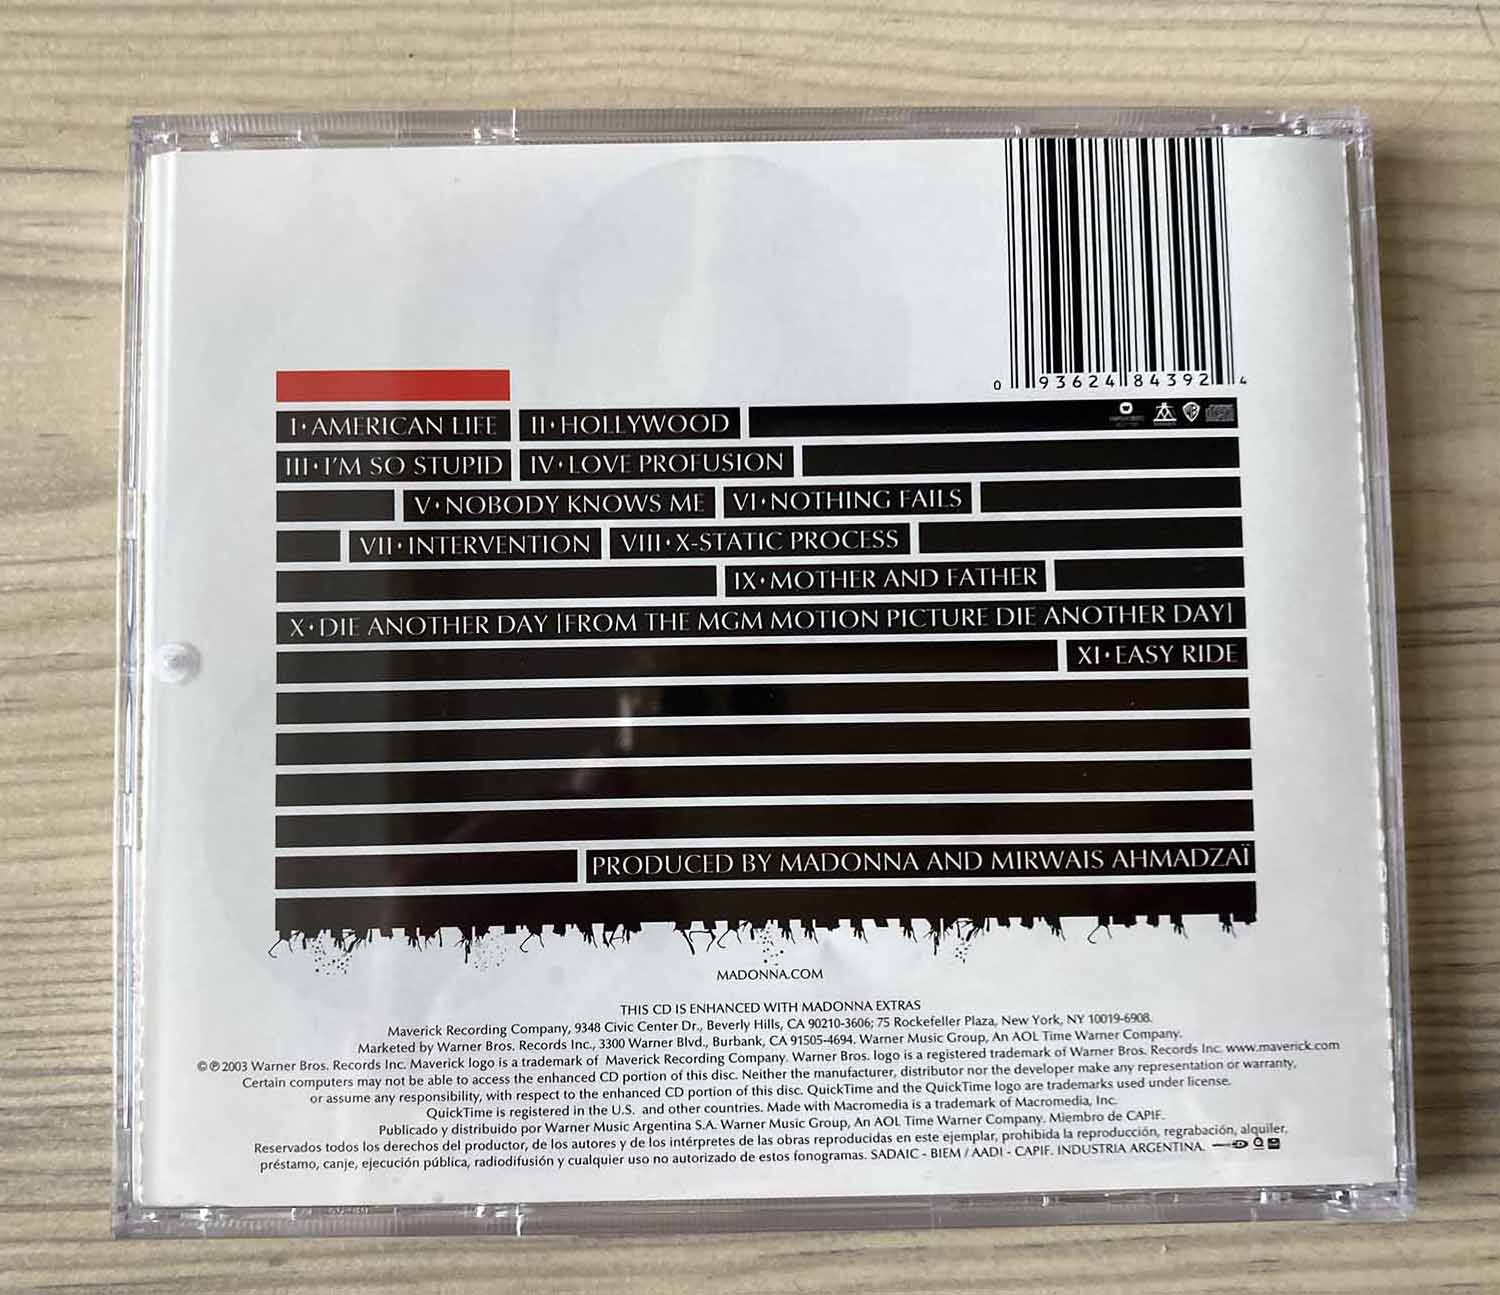 0 93624 84392 4
I•AMERICAN LIFE II•HOLLYWOOD
III•I'M SO STUPID IV•LOVE PROFUSION
V•NOBODY KNOWS ME VI•NOTHING FAILS
VII•INTERVENTION VIII•X-STATIC PROCESS
IX•MOTHER AND FATHER
X•DIE ANOTHER DAY |FROM THE MGM MOTION PICTURE DIE ANOTHER DAY|
XI•EASY RIDE
PRODUCED BY MADONNA AND MIRWAIS AHMADZAÏ
MADONNA.COM
THIS CD IS ENHANCED WITH MADONNA EXTRAS
Maverick Recording Company, 9348 Civic Center Dr., Beverly Hills, CA 90210-3606; 75 Rockefeller Plaza, New York, NY 10019-6908.
Marketed by Warner Bros. Records Inc., 3300 Warner Blvd., Burbank, CA 91505-4694. Warner Music Group, An AOL Time Warner Company.
© ℗ 2003 Warner Bros. Records Inc. Maverick logo is a trademark of Maverick Recording Company. Warner Bros. logo is a registered trademark of Warner Bros. Records Inc. www.maverick.com
Certain computers may not be able to access the enhanced CD portion of this disc. Neither the manufacturer, distributor nor the developer make any representation or warranty,
or assume any responsibility, with respect to the enhanced CD portion of this disc. QuickTime and the QuickTime logo are trademarks used under license.
QuickTime is registered in the U.S. and other countries. Made with Macromedia is a trademark of Macromedia, Inc.
Publicado y distribuido por Warner Music Argentina S.A. Warner Music Group, An AOL Time Warner Company. Miembro de CAPIF.
Reservados todos los derechos del productor, de los autores y de los intérpretes de las obras reproducidas en este ejemplar, prohibida la reproducción, regrabación, alquiler,
préstamo, canje, ejecución pública, radiodifusión y cualquier uso no autorizado de estos fonogramas. SADAIC - BIEM / AADI - CAPIF. INDUSTRIA ARGENTINA.